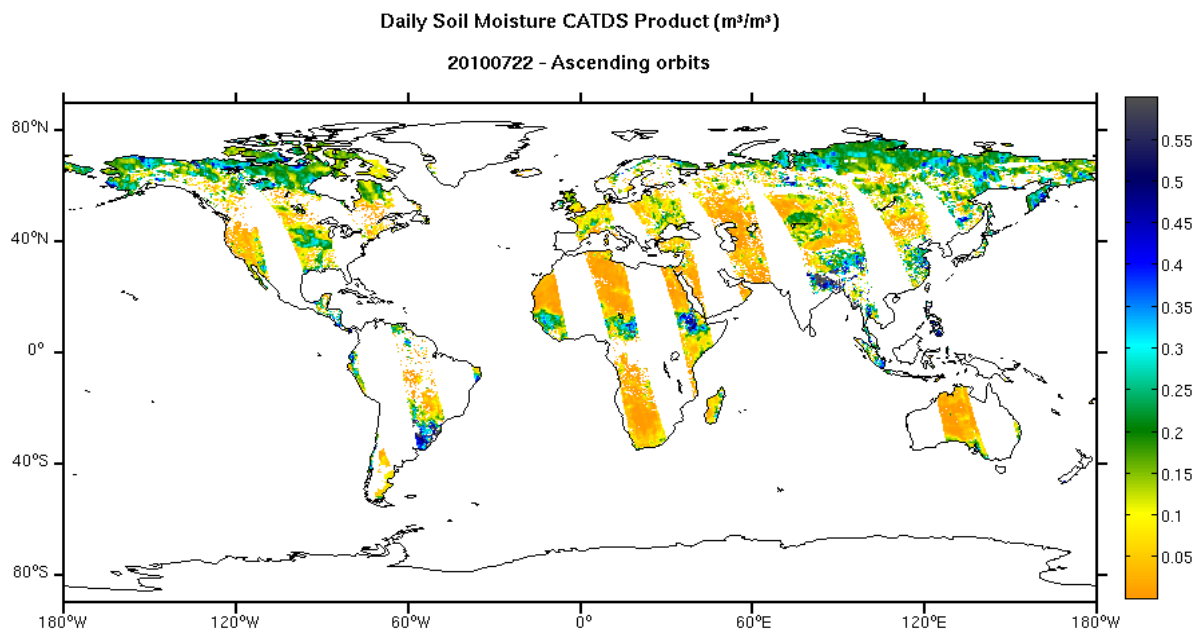 Daily Soil Moisture CATDS Product (m³/m³)
20100722 - Ascending orbits
80°N
40°N
0°
40°S
80°S
180°W
120°W
60°W
0°
60°E
120°E
180°W
0.55
0.5
0.45
0.4
0.35
0.3
0.25
0.2
0.15
0.1
0.05